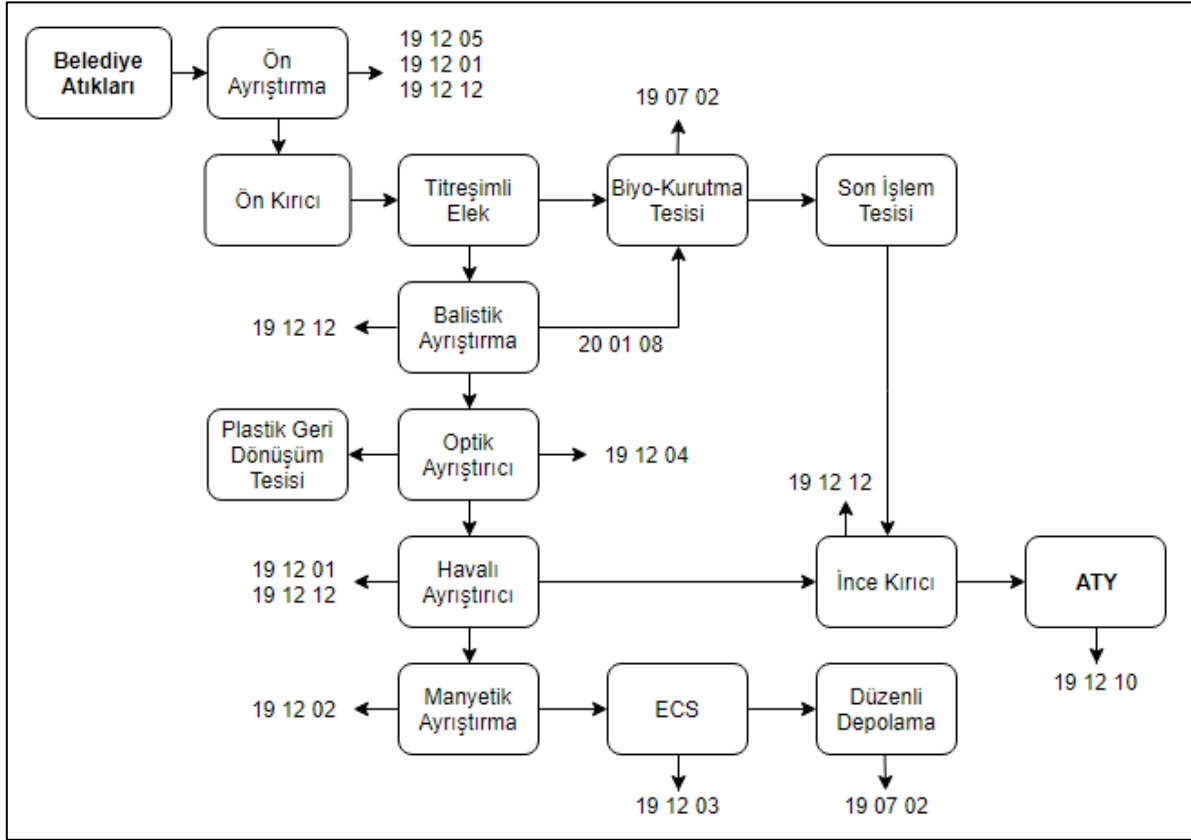 Belediye
Atıkları
Ön
Ayrıştırma
19 12 05
19 12 01
19 12 12
19 07 02
Ön Kırıcı
Titreşimli
Elek
Biyo-Kurutma
Tesisi
Son İşlem
Tesisi
19 12 12
Balistik
Ayrıştırma
20 01 08
Plastik Geri
Dönüşüm
Tesisi
Optik
Ayrıştırıcı
19 12 04
19 12 12
19 12 01
19 12 12
Havalı
Ayrıştırıcı
İnce Kırıcı
ATY
19 12 10
19 12 02
Manyetik
Ayrıştırma
ECS
Düzenli
Depolama
19 12 03
19 07 02